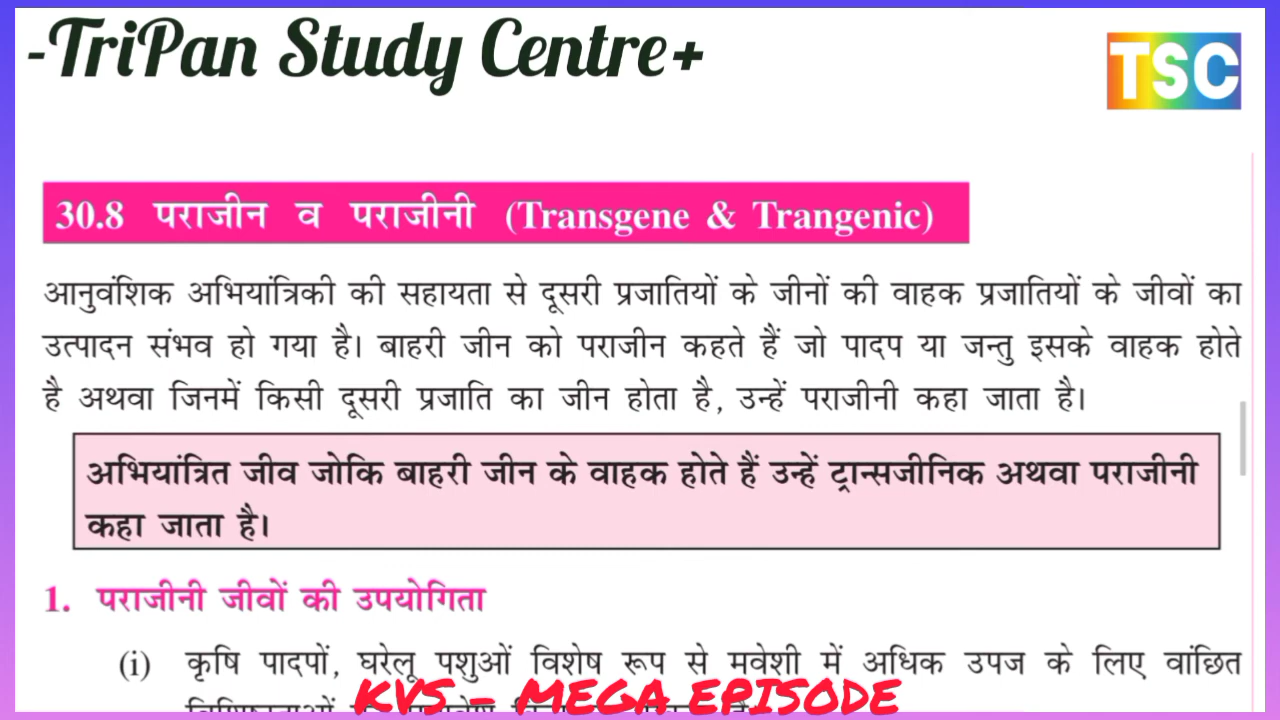 -TriPan Study Centre+
TSC
30.8 पराजीन व पराजीनी (Transgene & Trangenic)
आनुवंशिक अभियांत्रिकी की सहायता से दूसरी प्रजातियों के जीनों की वाहक प्रजातियों के जीवों का
उत्पादन संभव हो गया है। बाहरी जीन को पराजीन कहते हैं जो पादप या जन्तु इसके वाहक होते
है अथवा जिनमें किसी दूसरी प्रजाति का जीन होता है, उन्हें पराजीनी कहा जाता है।
अभियांत्रित जीव जोकि बाहरी जीन के वाहक होते हैं उन्हें ट्रान्सजीनिक अथवा पराजीनी
कहा जाता है।
1. पराजीनी जीवों की उपयोगिता
(i) कृषि पादपों, घरेलू पशुओं विशेष रूप से मवेशी में अधिक उपज के लिए वांछित
KVS - MEGA EPISODE